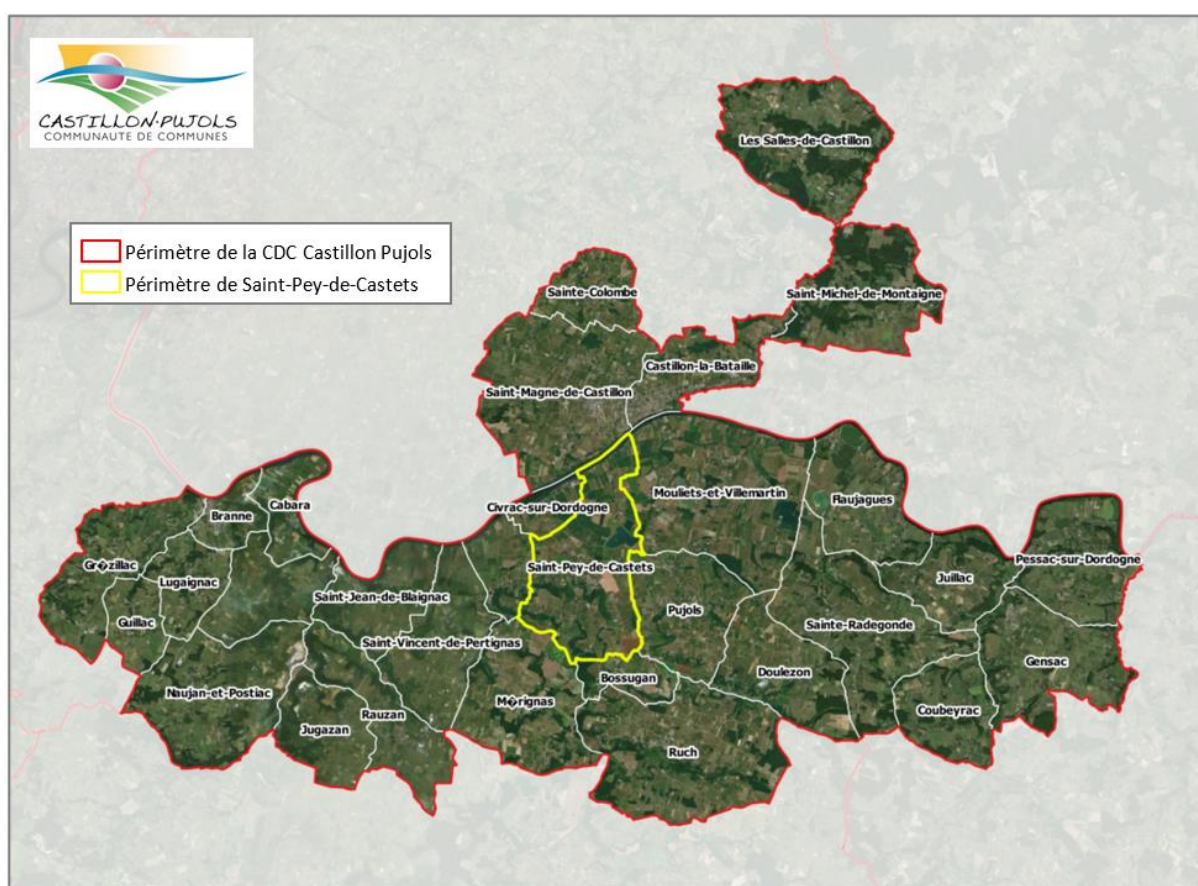 CASTILLON·PUJOLS
COMMUNAUTE DE COMMUNES
Les Salles-de-Castillon
Périmètre de la CDC Castillon Pujols
Périmètre de Saint-Pey-de-Castets
Sainte-Colombe
Saint-Michel-de-Montaigne
Castillon-la-Bataille
Saint-Magne-de-Castillon
Mouliets-et-Villemartin
Flaujagues
Cabara
Civrac-sur-Dordogne
Branne
Pessac-sur-Dordogne
Gr�zillac
Saint-Pey-de-Castets
Juillac
Lugaignac
Saint-Jean-de-Blaignac
Pujols
Guillac
Sainte-Radegonde
Saint-Vincent-de-Pertignas
Gensac
Doulezon
Bossugan
Naujan-et-Postiac
M�rignas
Coubeyrac
Rauzan
Jugazan
Ruch